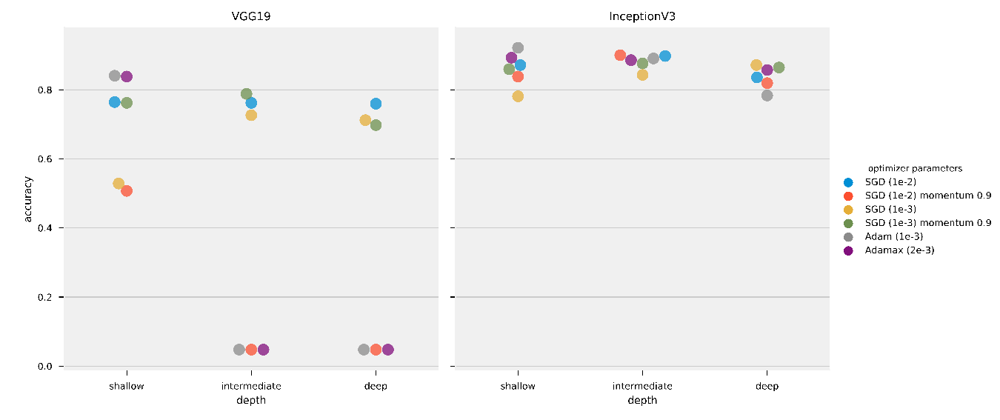 VGG19
InceptionV3
accuracy
0.8
0.6
0.4
0.2
0.0
shallow
intermediate
deep
depth
shallow
intermediate
deep
depth
optimizer parameters
SGD (1e-2)
SGD (1e-2) momentum 0.9
SGD (1e-3)
SGD (1e-3) momentum 0.9
Adam (1e-3)
Adamax (2e-3)